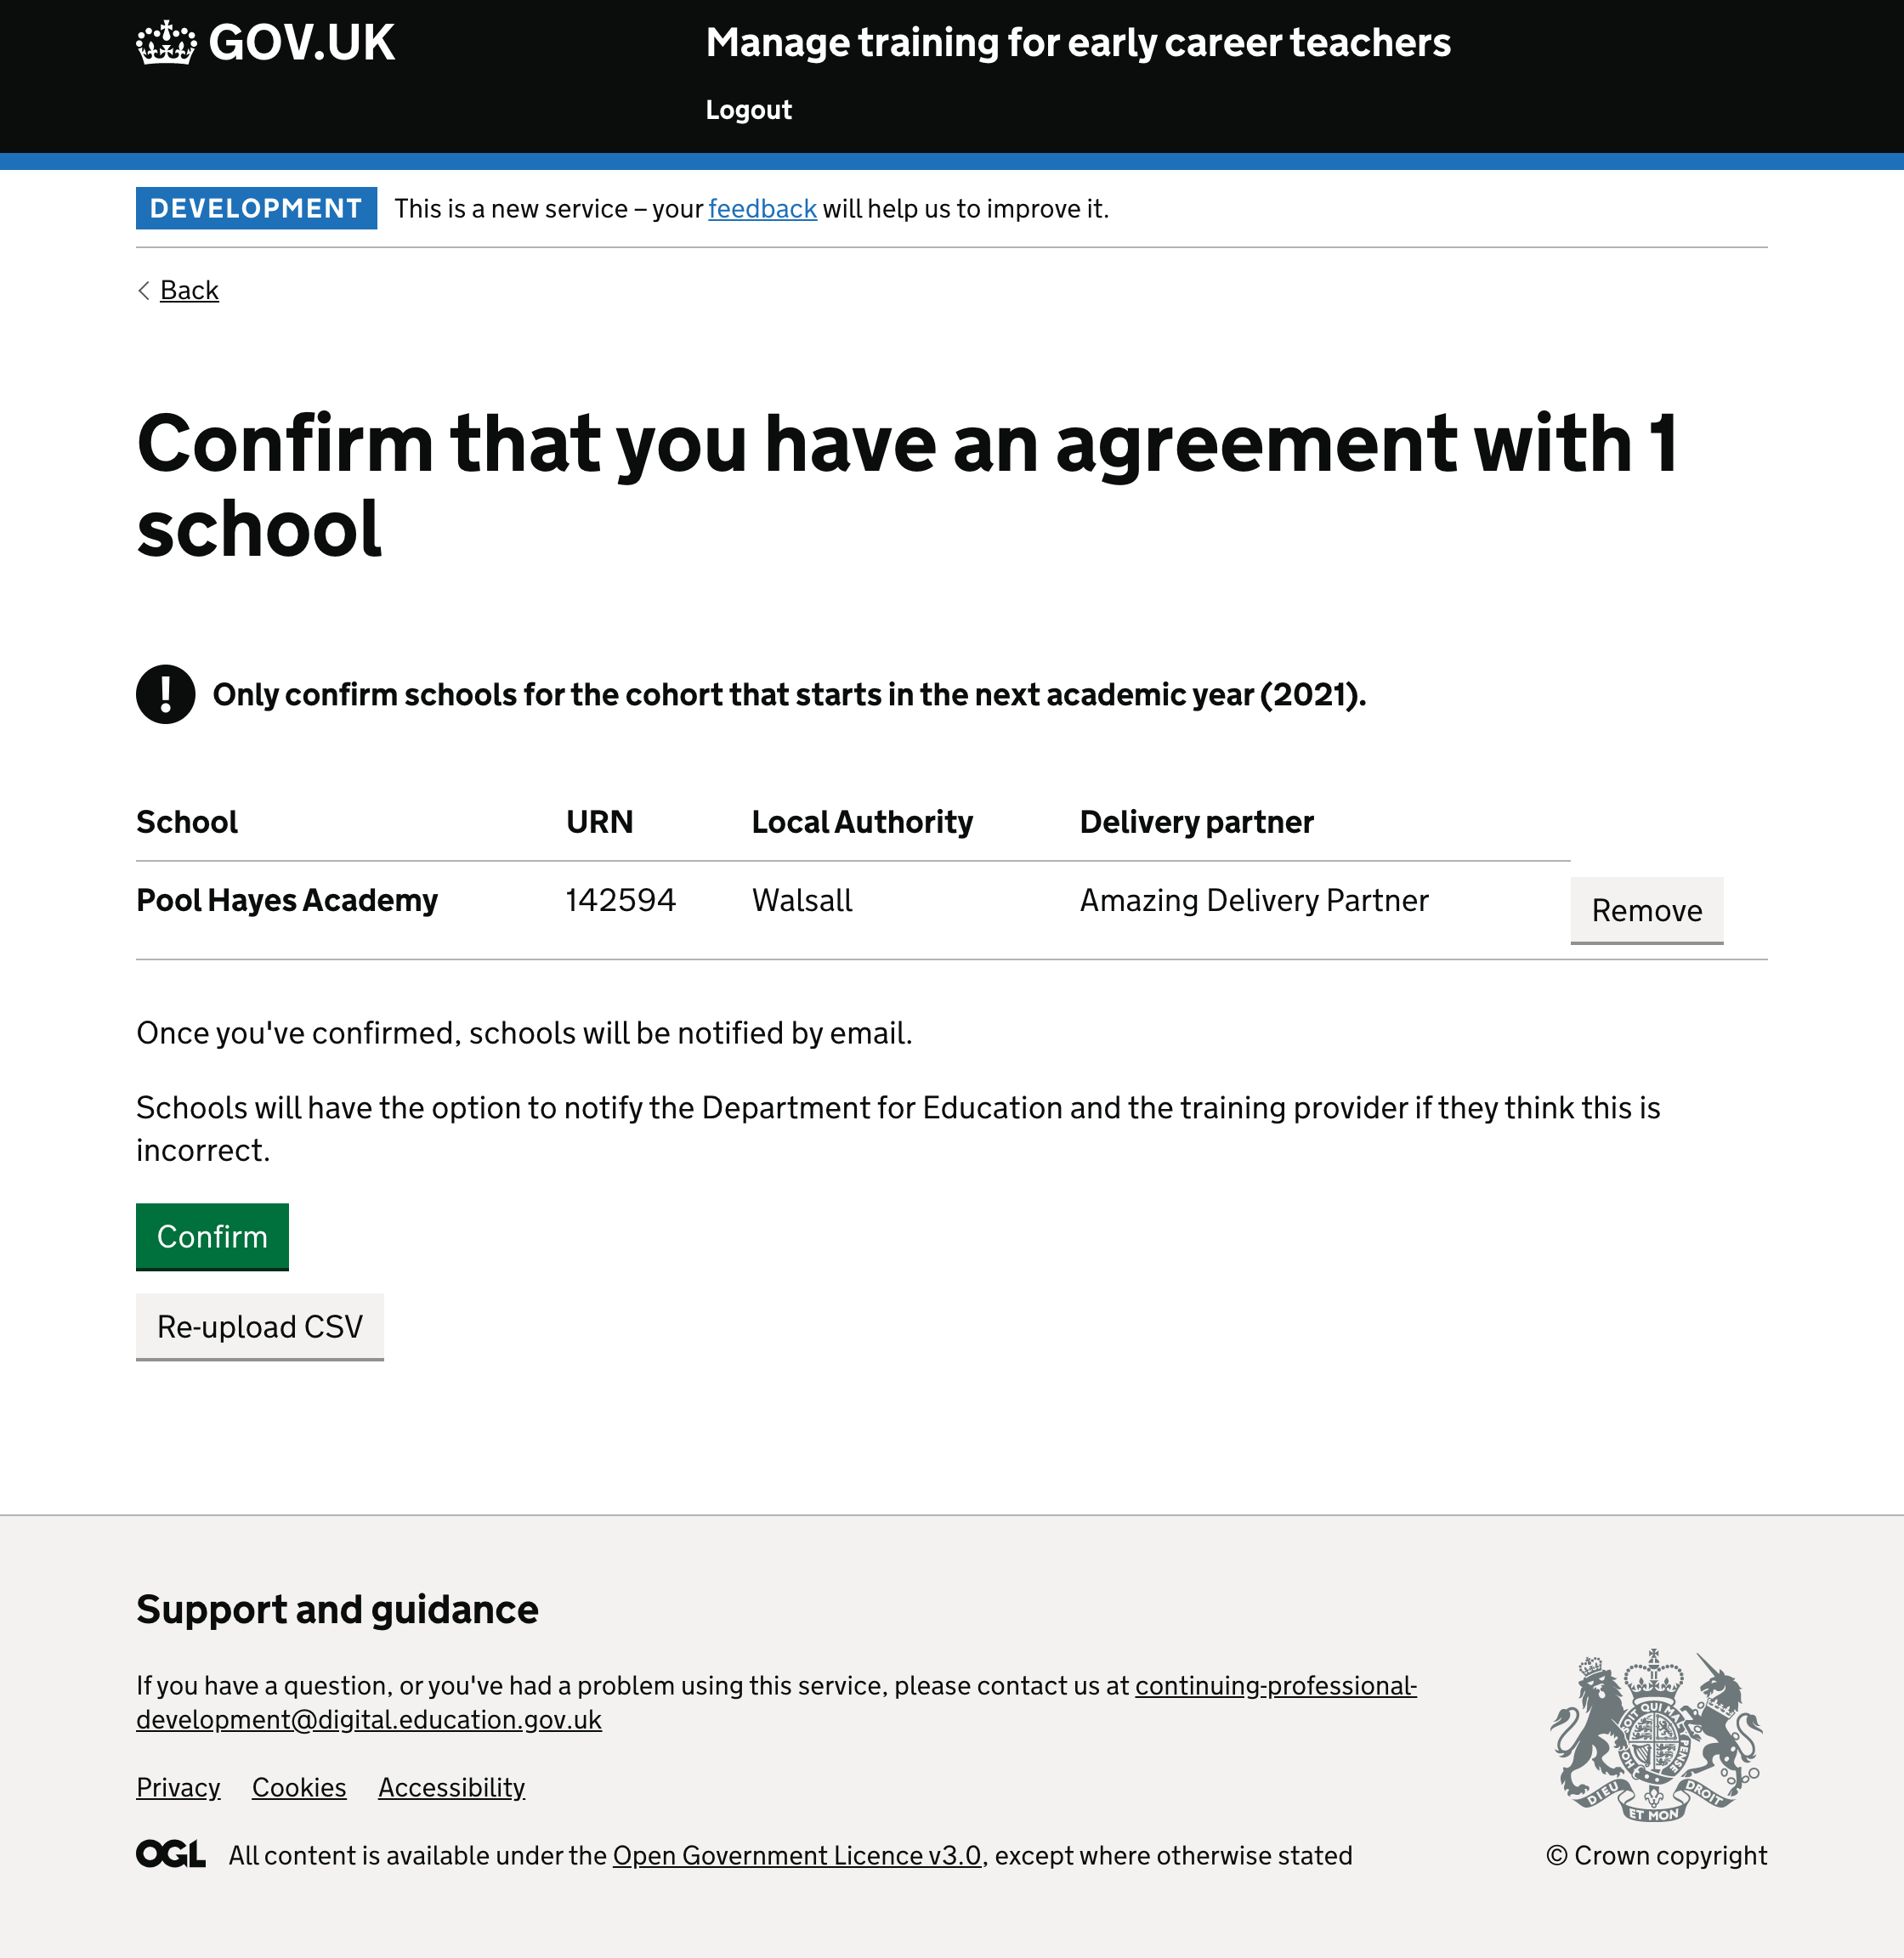 GOV.UK
Manage training for early career teachers
Logout
DEVELOPMENT This is a new service – your feedback will help us to improve it.
Back
Confirm that you have an agreement with 1
school
! Only confirm schools for the cohort that starts in the next academic year (2021).
School URN Local Authority Delivery partner
Pool Hayes Academy 142594 Walsall Amazing Delivery Partner Remove
Once you've confirmed, schools will be notified by email.
Schools will have the option to notify the Department for Education and the training provider if they think this is
incorrect.
Confirm
Re-upload CSV
Support and guidance
If you have a question, or you've had a problem using this service, please contact us at continuing-professional-
development@digital.education.gov.uk
Privacy Cookies Accessibility
OGL All content is available under the Open Government Licence v3.0, except where otherwise stated
SOIT QUI MAL Y PENSE
DIEU ET MON DROIT
© Crown copyright